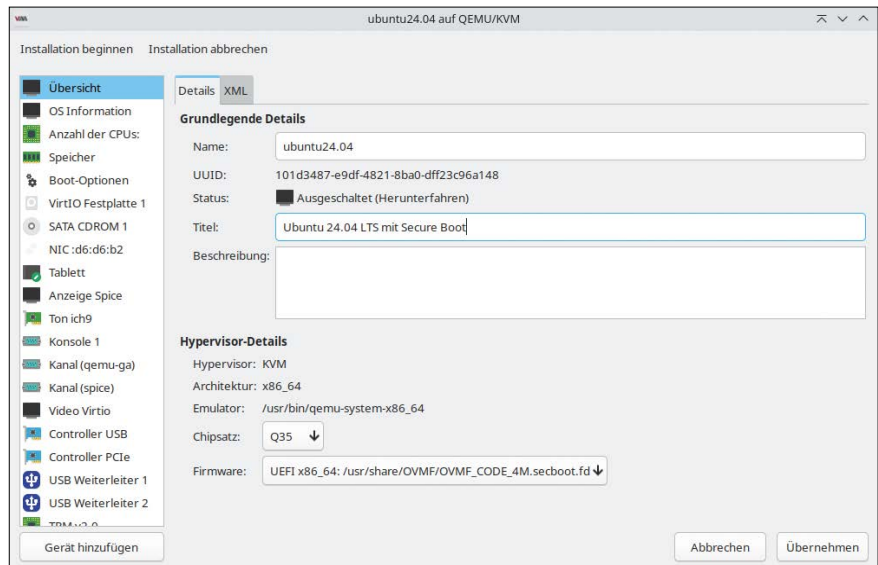 ubuntu24.04 auf QEMU/KVM
Installation beginnen Installation abbrechen
Übersicht
OS Information
Anzahl der CPUs:
Speicher
Boot-Optionen
VirtIO Festplatte 1
SATA CDROM 1
NIC :d6:d6:b2
Tablett
Anzeige Spice
Ton ich9
Konsole 1
Kanal (qemu-ga)
Kanal (spice)
Video Virtio
Controller USB
Controller PCIe
USB Weiterleiter 1
USB Weiterleiter 2
TPM v2.0
Gerät hinzufügen
Details XML
Grundlegende Details
Name: ubuntu24.04
UUID: 101d3487-e9df-4821-8ba0-dff23c96a148
Status: Ausgeschaltet (Herunterfahren)
Titel: Ubuntu 24.04 LTS mit Secure Boot
Beschreibung:
Hypervisor-Details
Hypervisor: KVM
Architektur: x86_64
Emulator: /usr/bin/qemu-system-x86_64
Chipsatz: Q35
Firmware: UEFI x86_64: /usr/share/OVMF/OVMF_CODE_4M.secboot.fd
Abbrechen Übernehmen